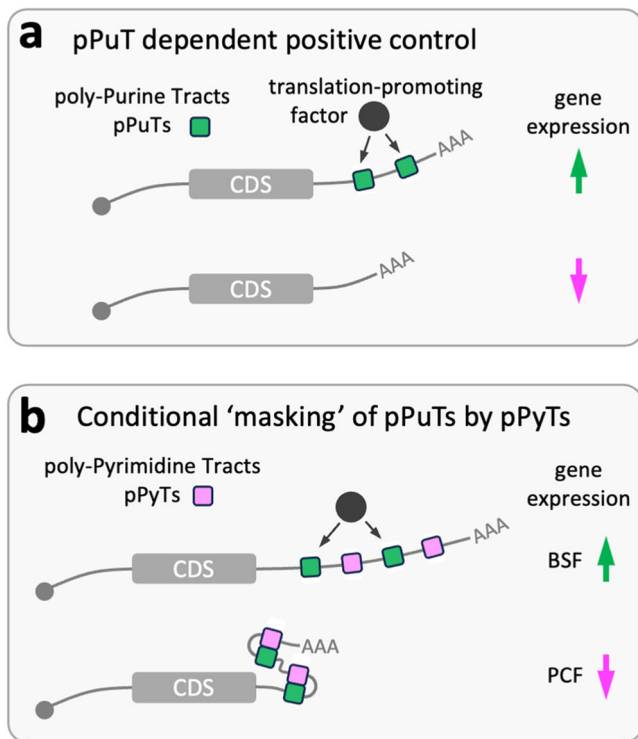 a pPuT dependent positive control
poly-Purine Tracts
pPuTs
translation-promoting
factor
gene
expression
CDS
AAA
CDS
AAA
b Conditional ‘masking’ of pPuTs by pPyTs
poly-Pyrimidine Tracts
pPyTs
gene
expression
CDS
AAA
BSF
CDS
AAA
PCF